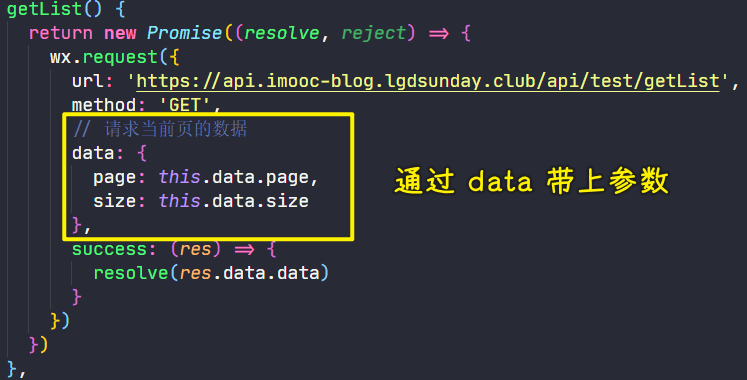 getList() {
return new Promise((resolve, reject) => {
wx.request({
url: 'https://api.imooc-blog.lgdsunday.club/api/test/getList',
method: 'GET',
// 请求当前页的数据
data: {
page: this.data.page,
size: this.data.size
},
通过 data 带上参数
success: (res) => {
resolve(res.data.data)
}
})
})
},